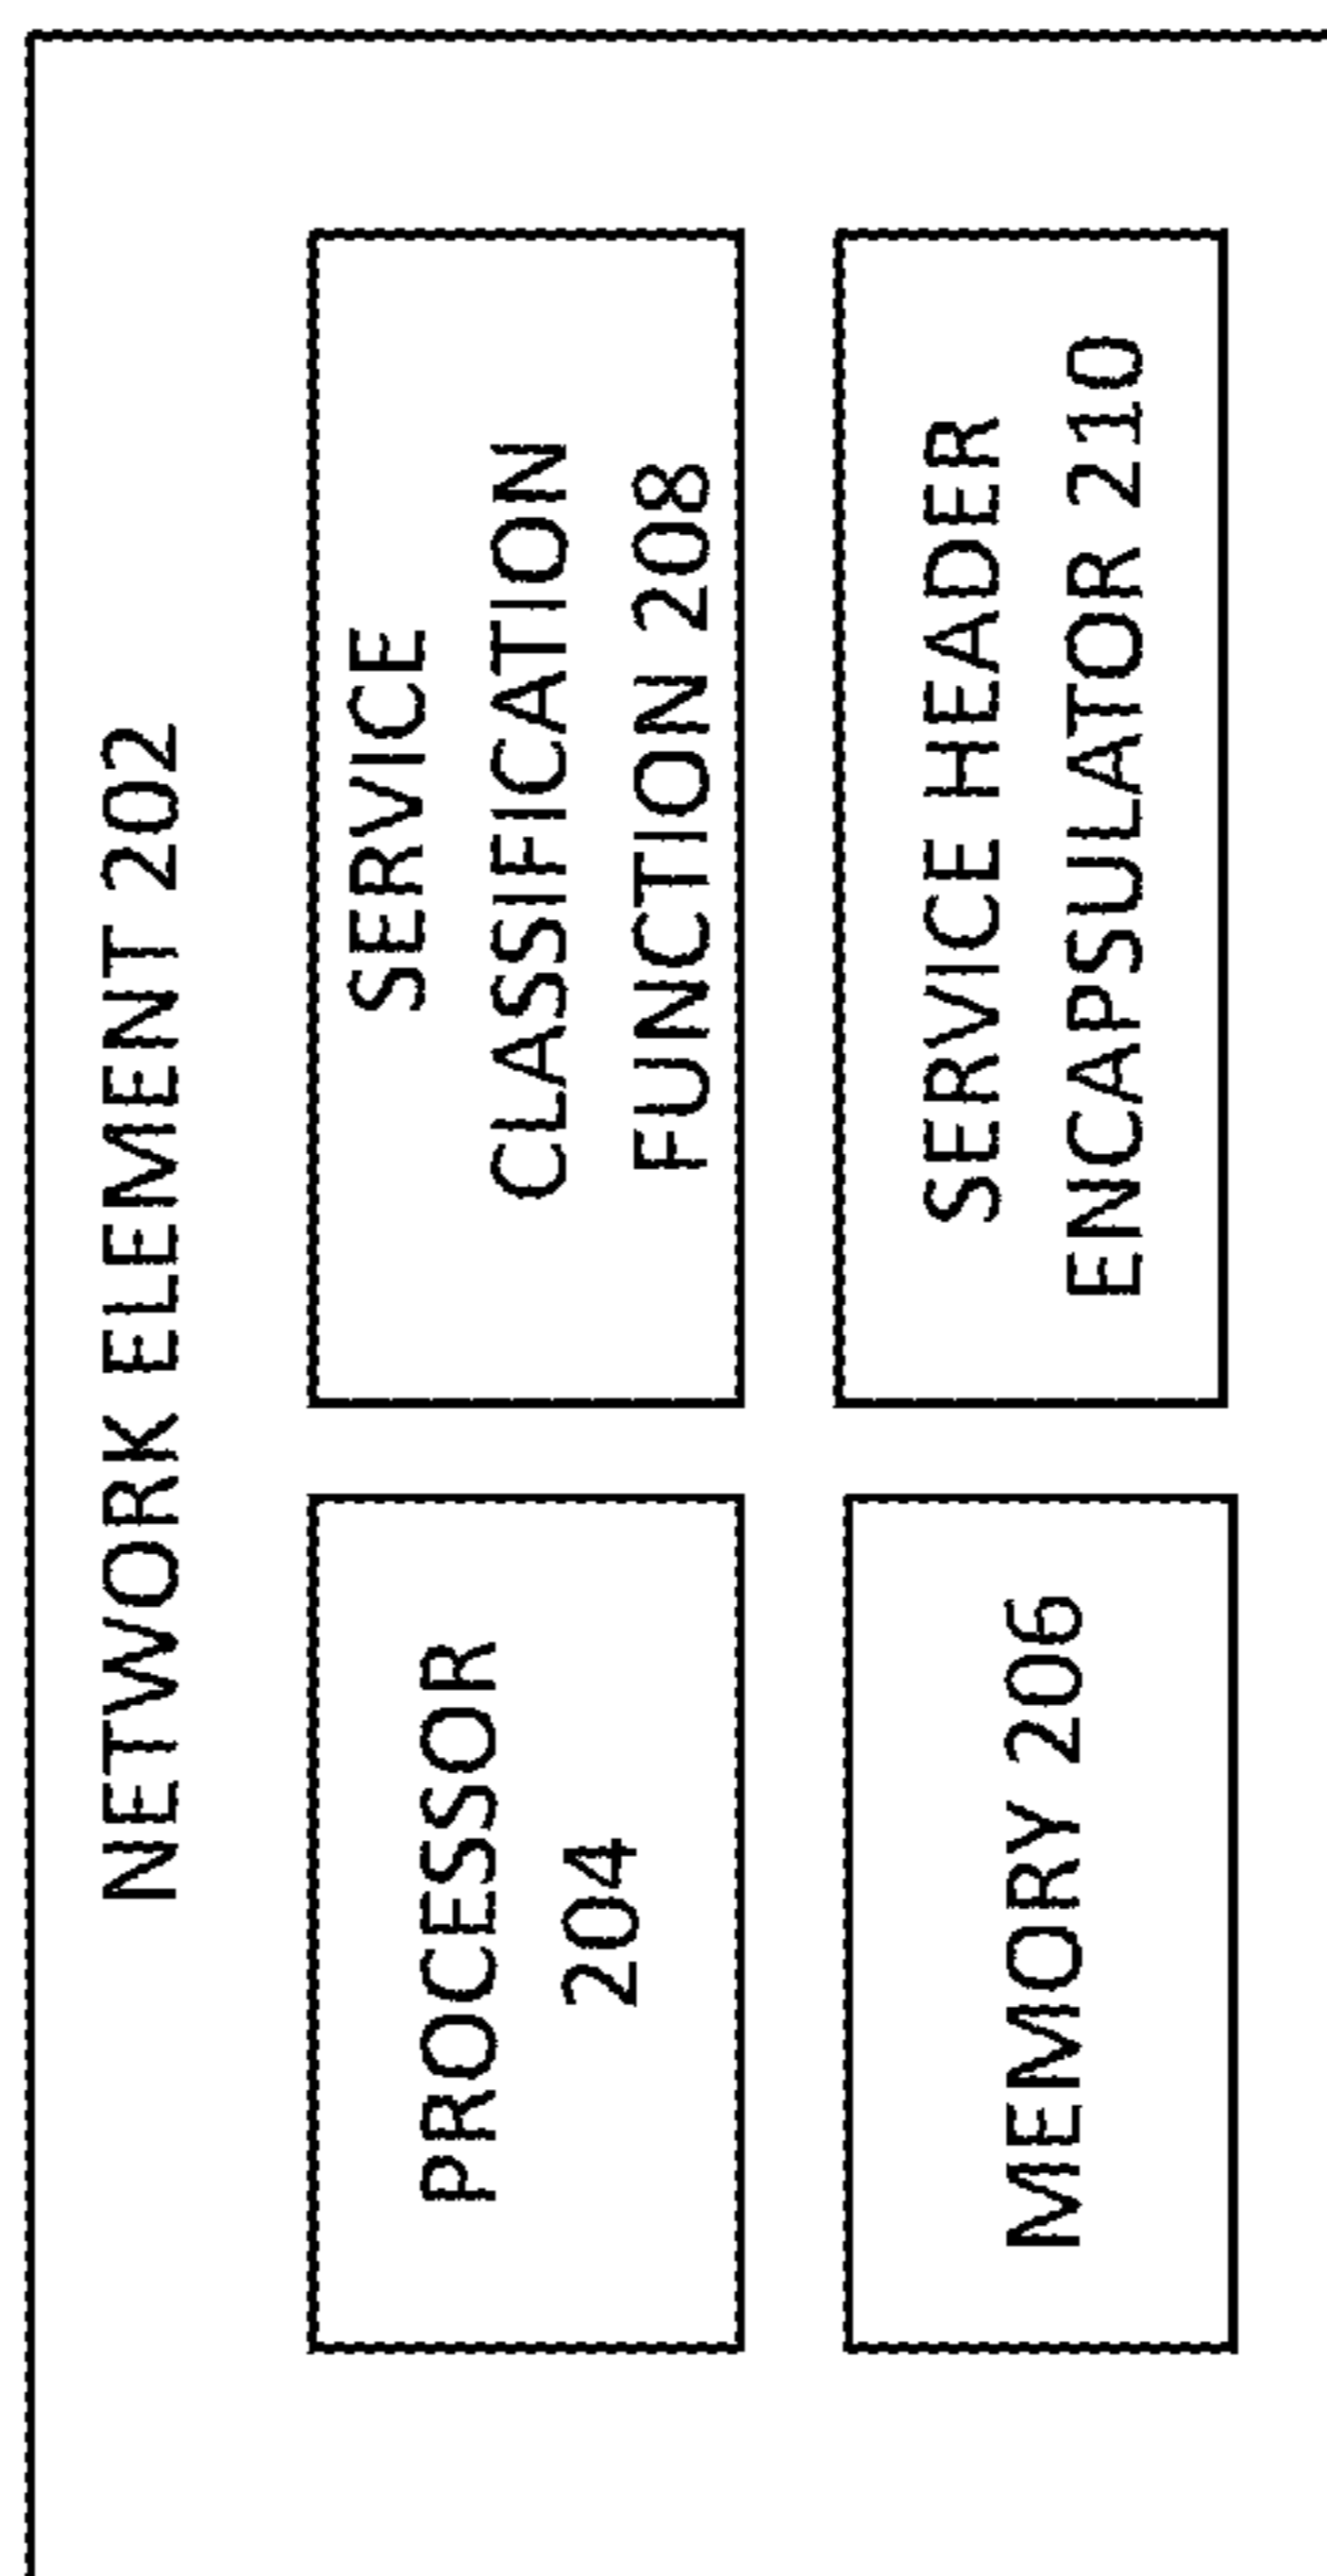 NETWORK ELEMENT 202
PROCESSOR
204
SERVICE
CLASSIFICATION
FUNCTION 208
MEMORY 206
SERVICE HEADER
ENCAPSULATOR 210